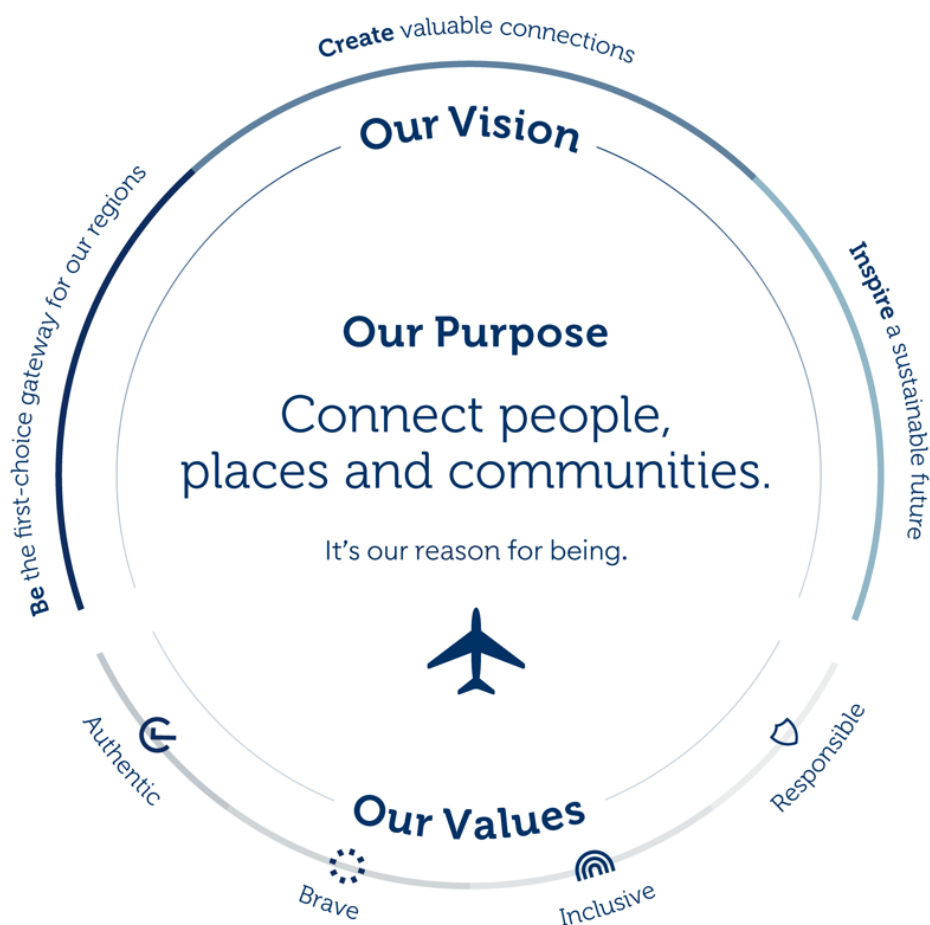 Create valuable connections
Our Vision
Be the first-choice gateway for our regions
Inspire a sustainable future
Our Purpose
Connect people,
places and communities.
It's our reason for being.
Our Values
Authentic
Brave
Inclusive
Responsible